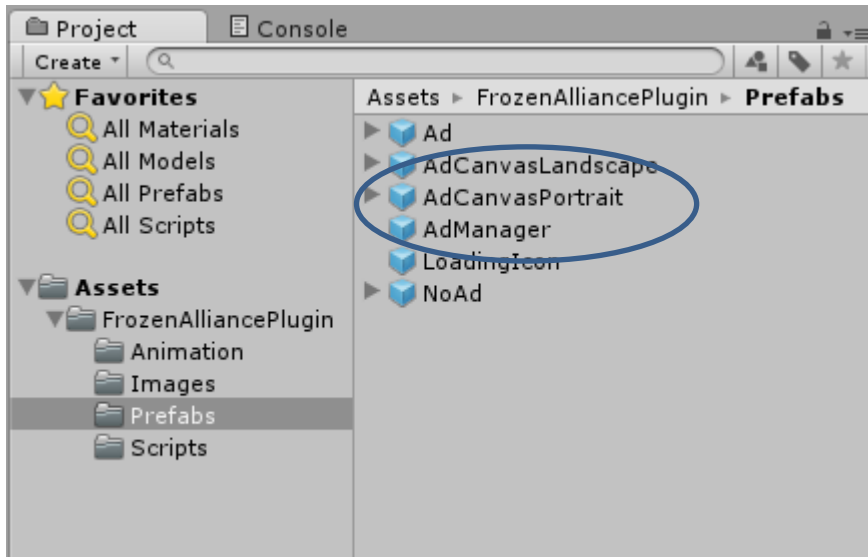 Project
Console
Create
Favorites
All Materials
All Models
All Prefabs
All Scripts
Assets
FrozenAlliancePlugin
Animation
Images
Prefabs
Scripts
Assets FrozenAlliancePlugin Prefabs
Ad
AdCanvasLandscape
AdCanvasPortrait
AdManager
LoadingIcon
NoAd